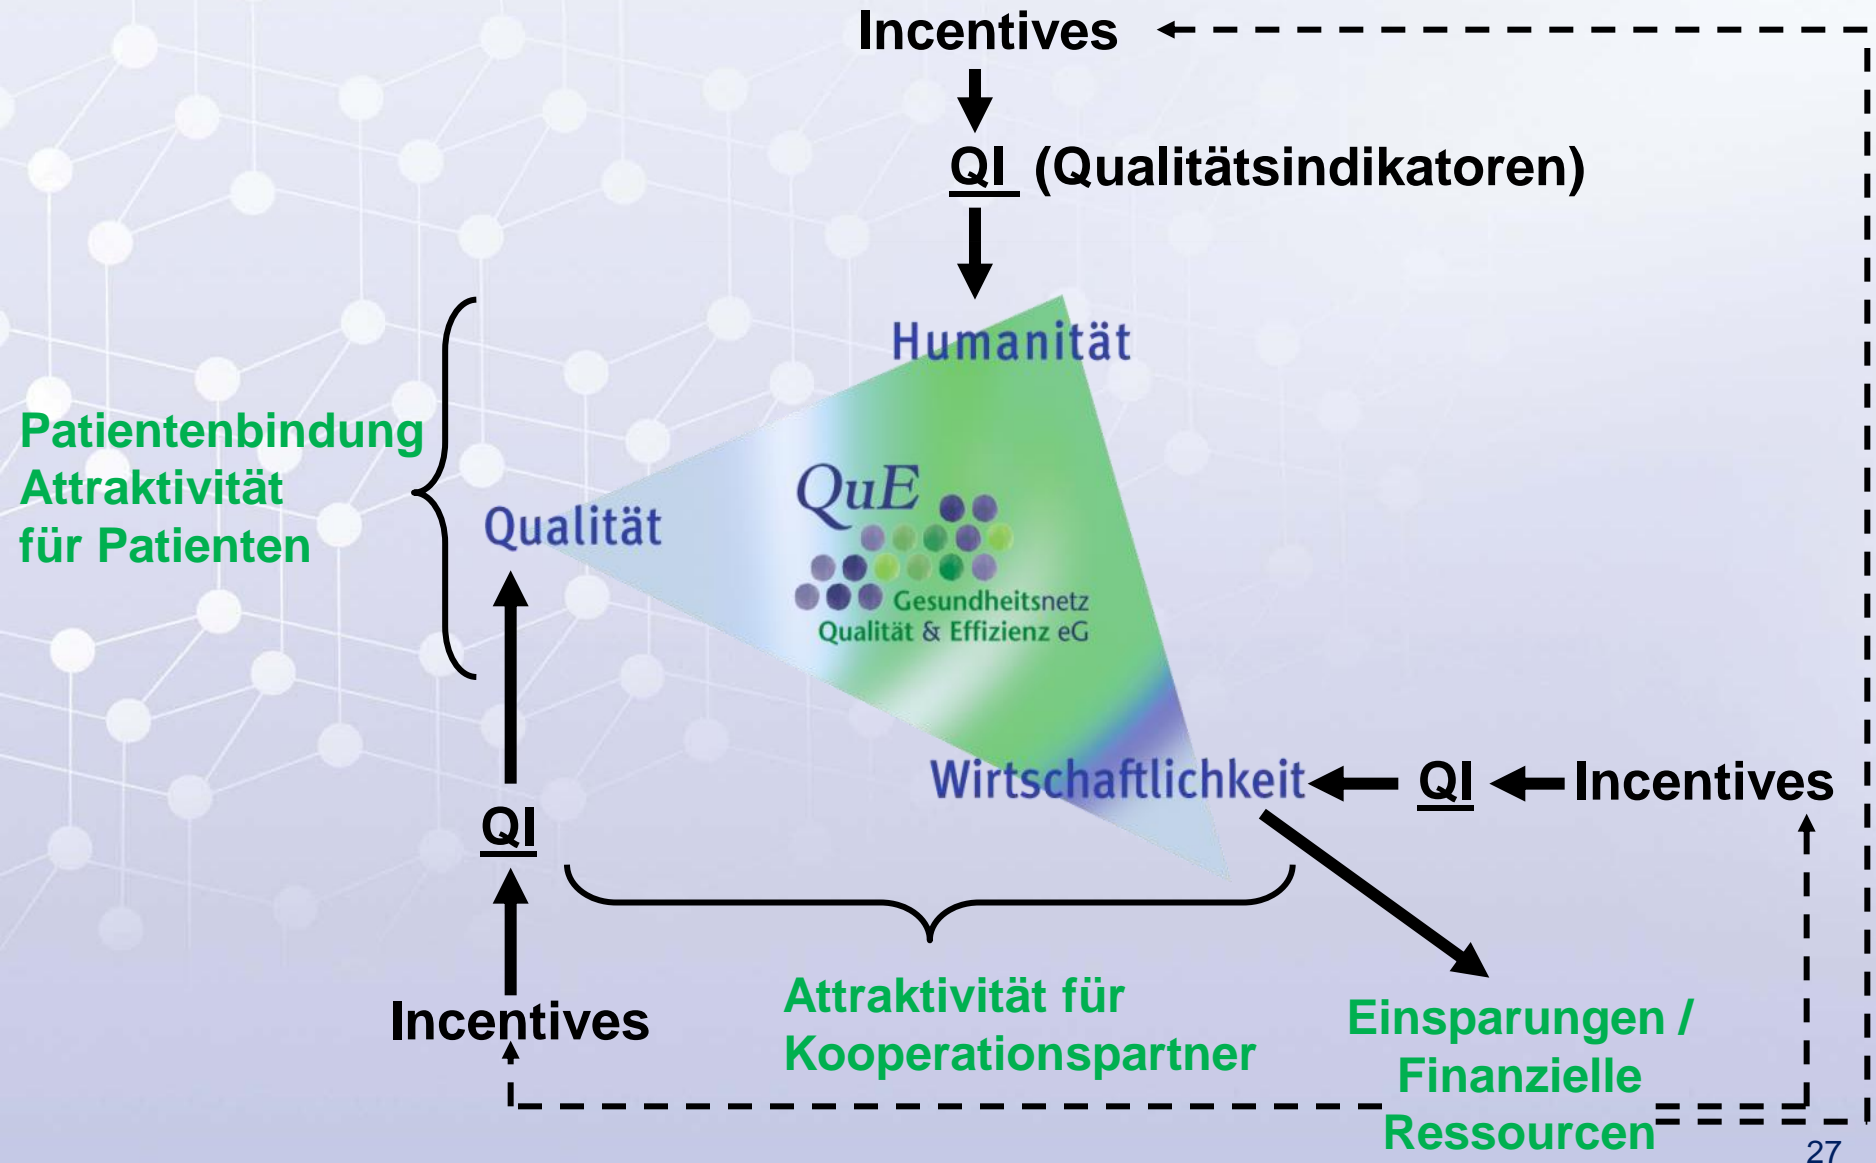 Incentives
QI (Qualitätsindikatoren)
Humanität
Patientenbindung
Attraktivität
für Patienten
QuE
Qualität
Gesundheitsnetz
Qualität & Effizienz eG
Wirtschaftlichkeit
QI
Incentives
QI
Incentives
Attraktivität für
Kooperationspartner
Einsparungen /
Finanzielle
Ressourcen
27